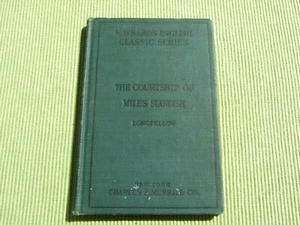 MAYNARD'S ENGLISH
CLASSIC SERIES
THE COURTSHIP OF
MILES STANDISH
LONGFELLOW
NEW YORK
CHARLES E. MERRILL CO.